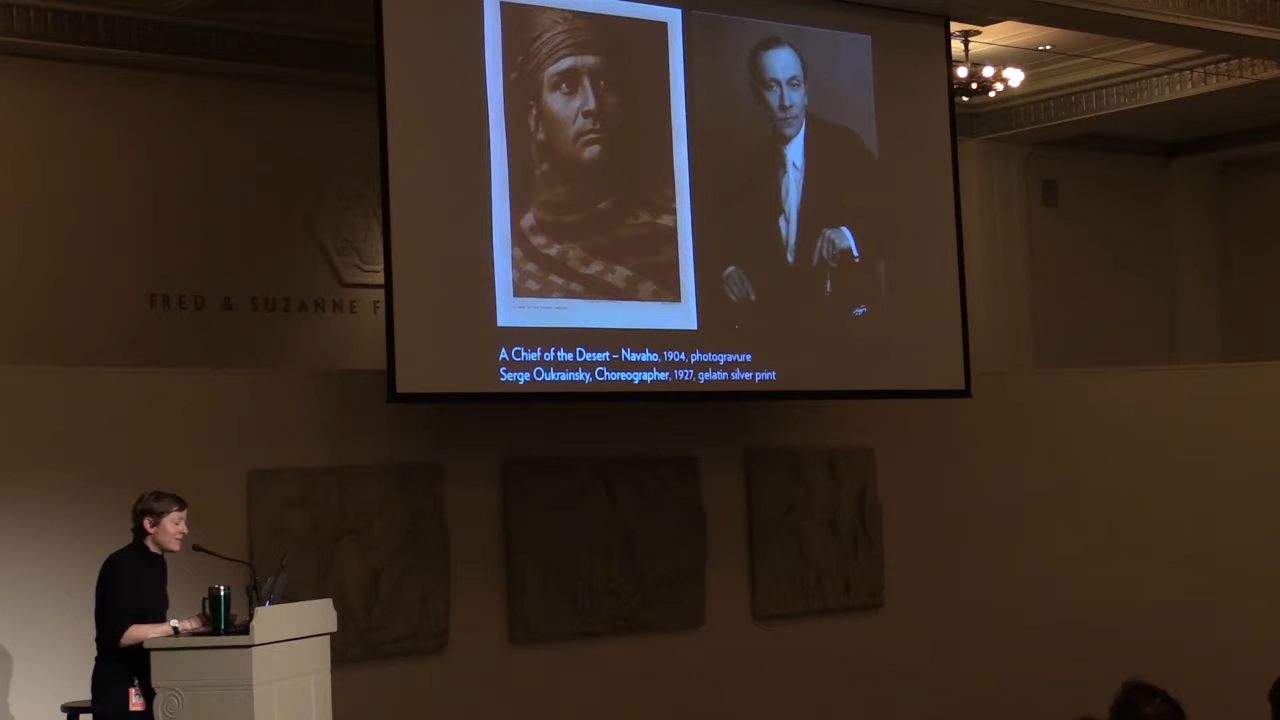 FRED & SUZANNE F
A Chief of the Desert – Navaho, 1904, photogravure
Serge Oukrainsky, Choreographer, 1927, gelatin silver print